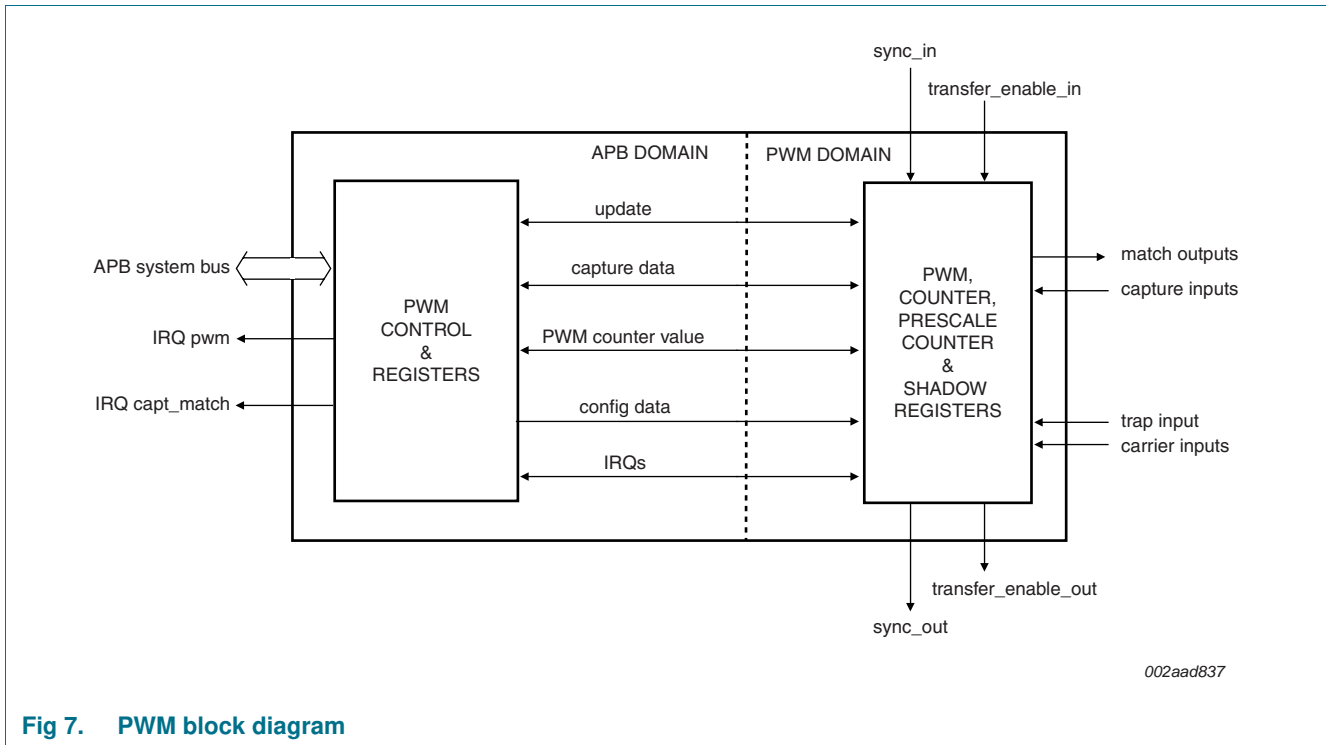 sync_in
transfer_enable_in
APB DOMAIN
PWM DOMAIN
update
APB system bus
capture data
match outputs
capture inputs
PWM
CONTROL
&
REGISTERS
PWM,
COUNTER,
PRESCALE
COUNTER
&
SHADOW
REGISTERS
IRQ pwm
PWM counter value
IRQ capt_match
config data
trap input
carrier inputs
IRQs
transfer_enable_out
sync_out
002aad837
Fig 7. PWM block diagram